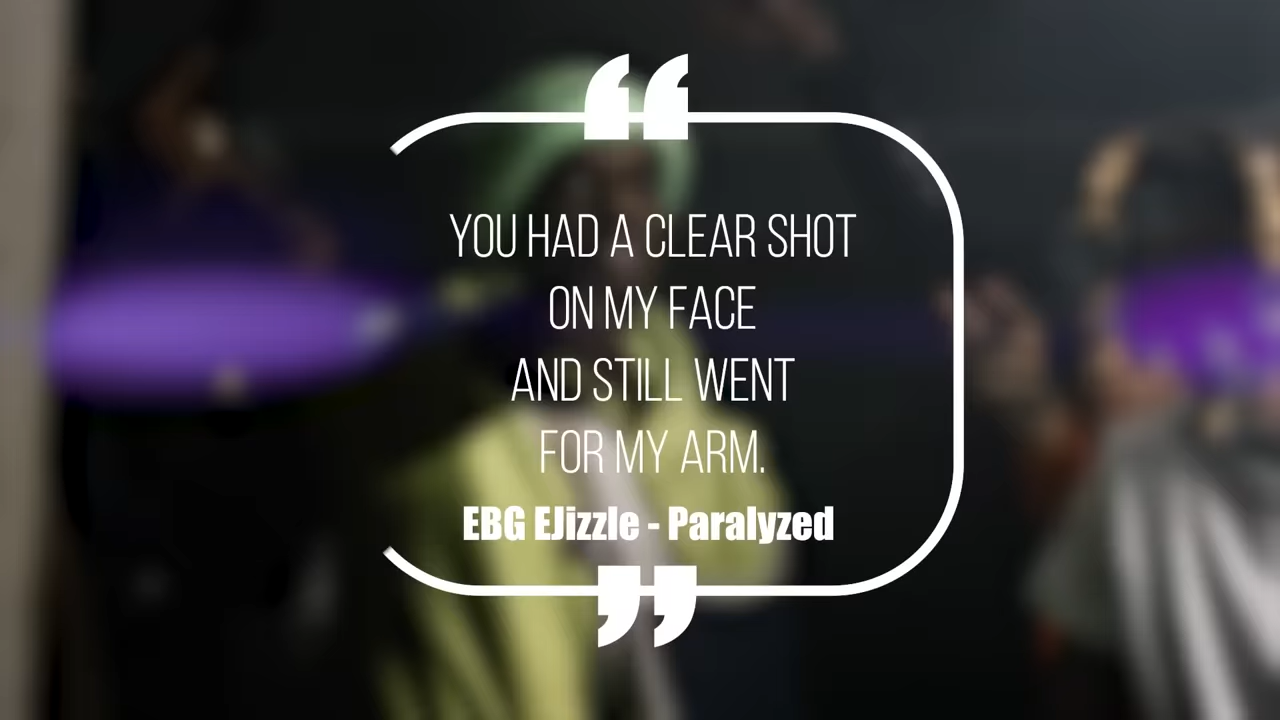 YOU HAD A CLEAR SHOT
ON MY FACE
AND STILL WENT
FOR MY ARM.
EBG EJizzle - Paralyzed